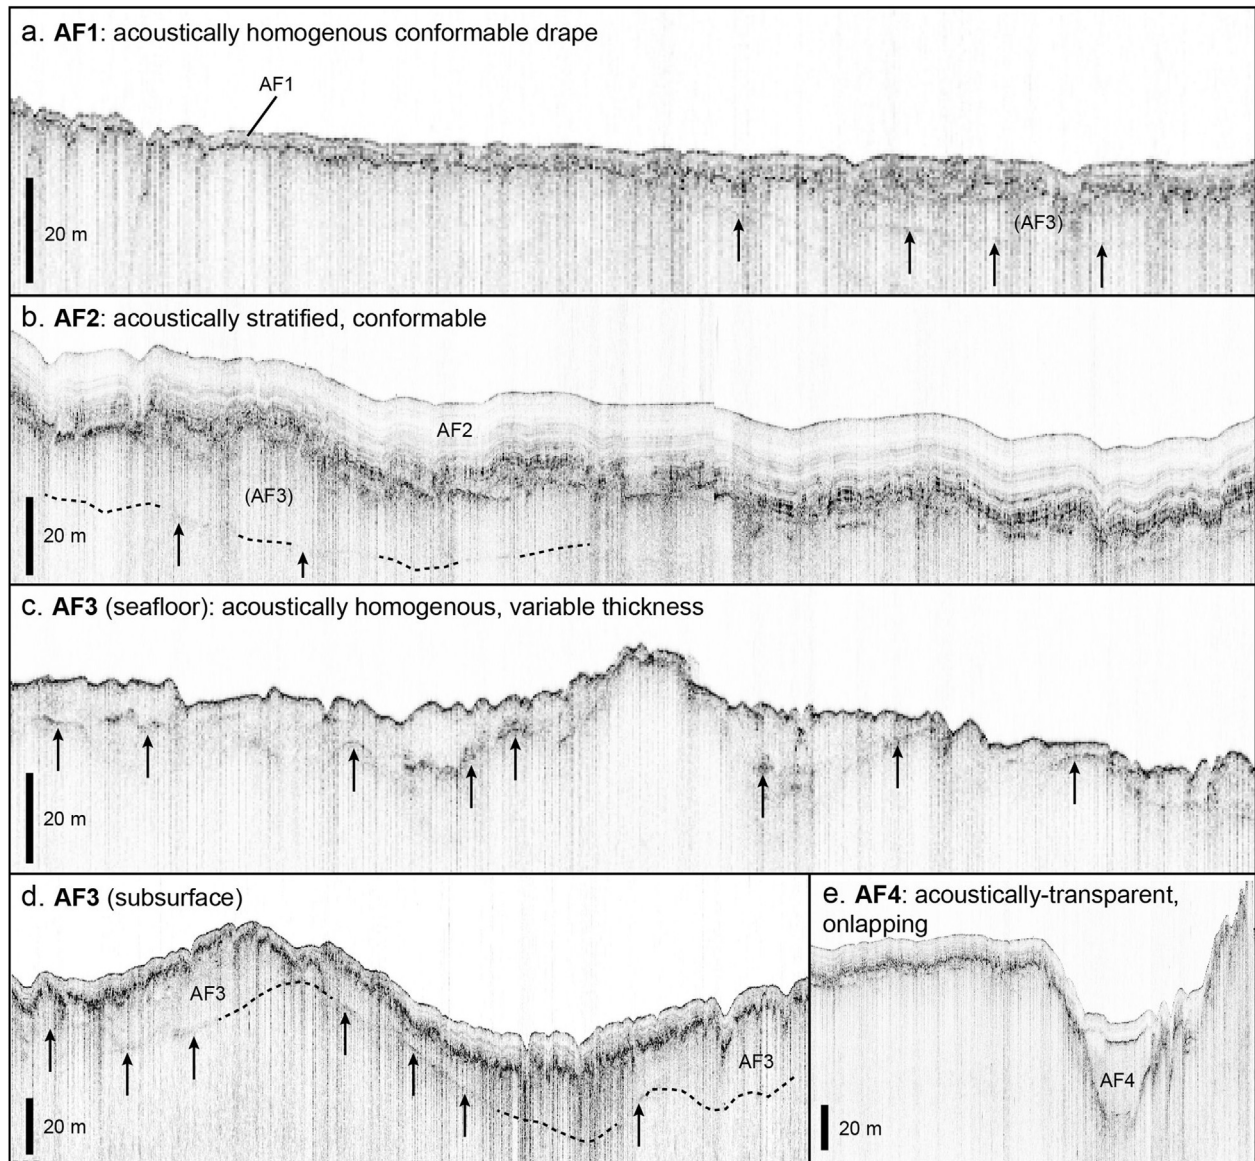 a. AF1: acoustically homogenous conformable drape
AF1
(AF3)
20 m
b. AF2: acoustically stratified, conformable
AF2
(AF3)
20 m
c. AF3 (seafloor): acoustically homogenous, variable thickness
20 m
d. AF3 (subsurface)
AF3
AF3
20 m
e. AF4: acoustically-transparent,
onlapping
AF4
20 m